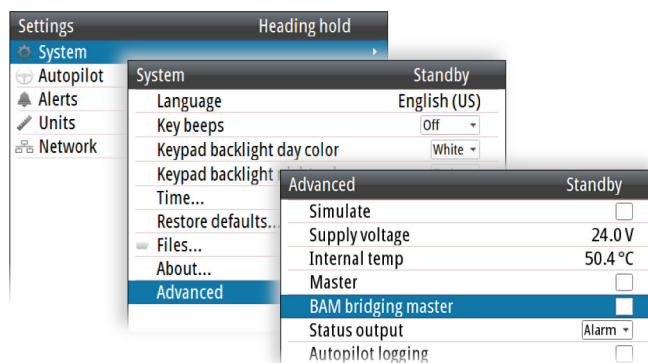 Settings Heading hold
System
Autopilot
Alerts
Units
Network
System Standby
Language English (US)
Key beeps Off
Keypad backlight day color White
Keypad backlight
Time...
Restore defaults...
Files...
About...
Advanced
Advanced Standby
Simulate
Supply voltage 24.0 V
Internal temp 50.4 °C
Master
BAM bridging master
Status output Alarm
Autopilot logging